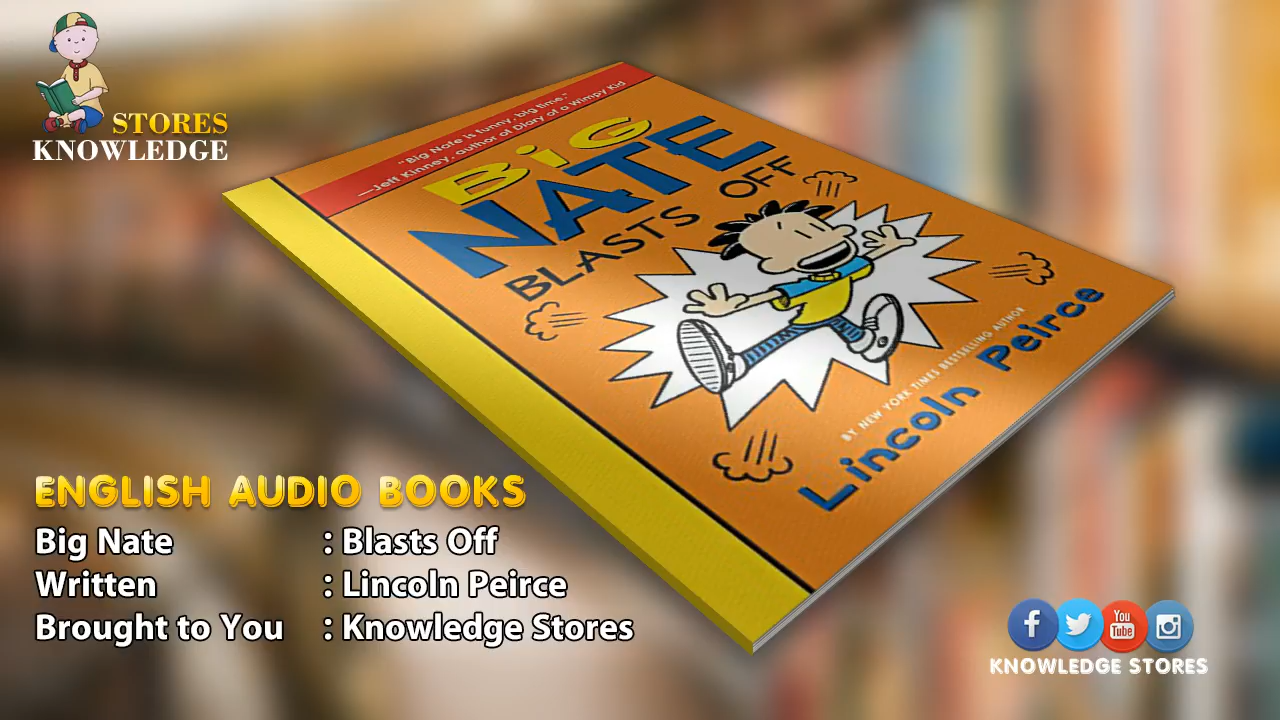 STORES
KNOWLEDGE
"Big Nate is funny, big time."
—Jeff Kinney, author of Diary of a Wimpy Kid
BIG
NATE
BLASTS OFF
BY NEW YORK TIMES BESTSELLING AUTHOR
Lincoln Peirce
ENGLISH AUDIO BOOKS
Big Nate : Blasts Off
Written : Lincoln Peirce
Brought to You : Knowledge Stores
f
You
Tube
KNOWLEDGE STORES